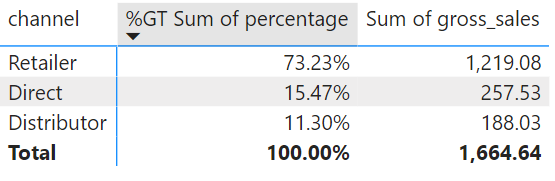 channel %GT Sum of percentage Sum of gross_sales
Retailer 73.23% 1,219.08
Direct 15.47% 257.53
Distributor 11.30% 188.03
Total 100.00% 1,664.64